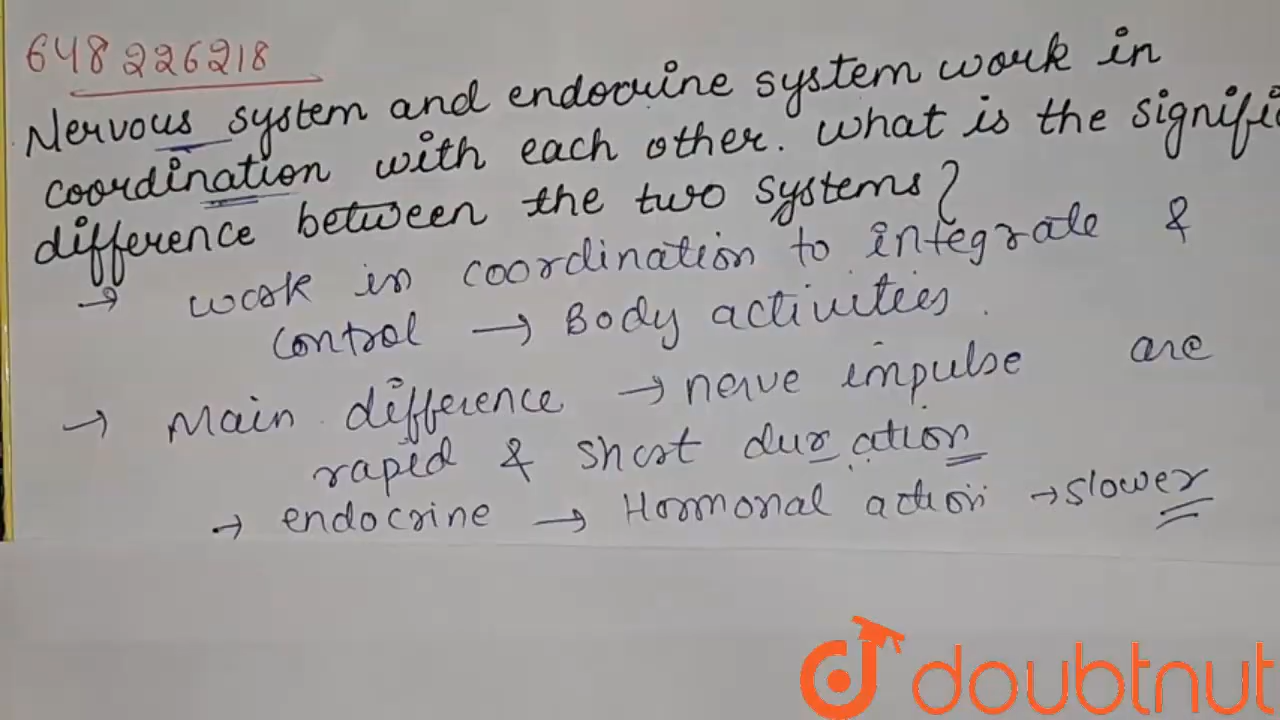 648226218
Nervous system and endocrine system work in
coordination with each other. What is the signific
difference between the two systems?
→ work in coordination to integrate &
control → Body activities.
→ Main difference → nerve impulse are
rapid & short duration
→ endocrine → Hormonal action → slower
doubtnut